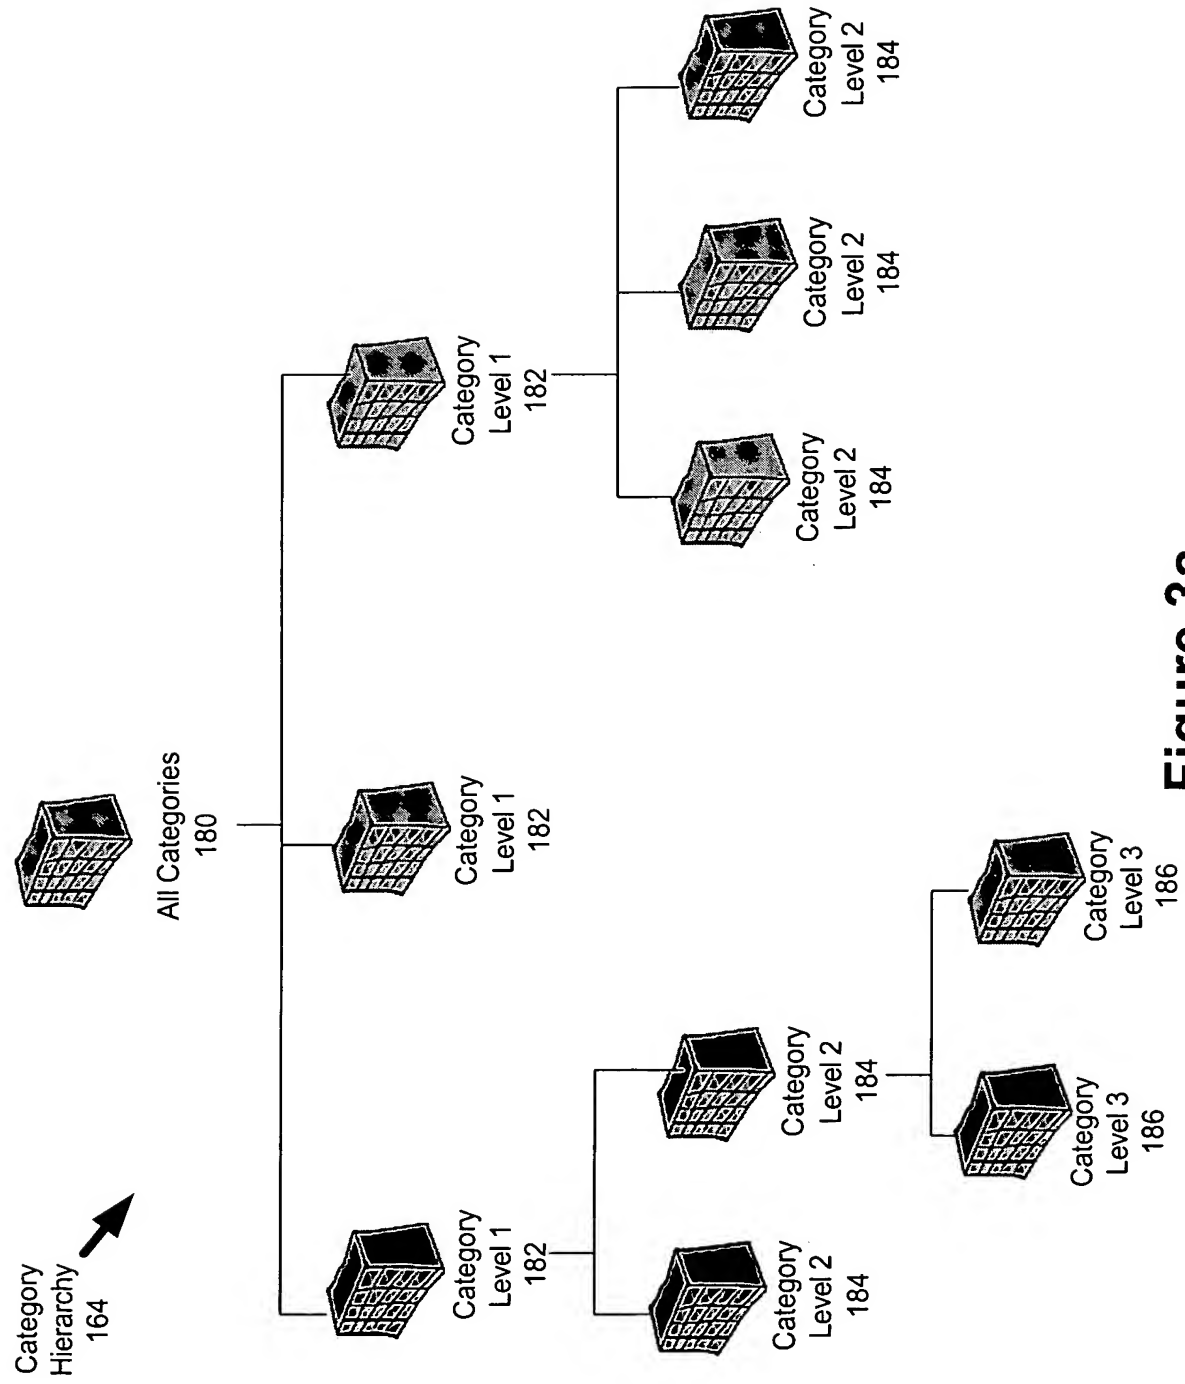 Category
Hierarchy
164
All Categories
180
Category
Level 1
182
Category
Level 1
182
Category
Level 1
182
Category
Level 2
184
Category
Level 2
184
Category
Level 2
184
Category
Level 2
184
Category
Level 2
184
Category
Level 3
186
Category
Level 3
186
Figure